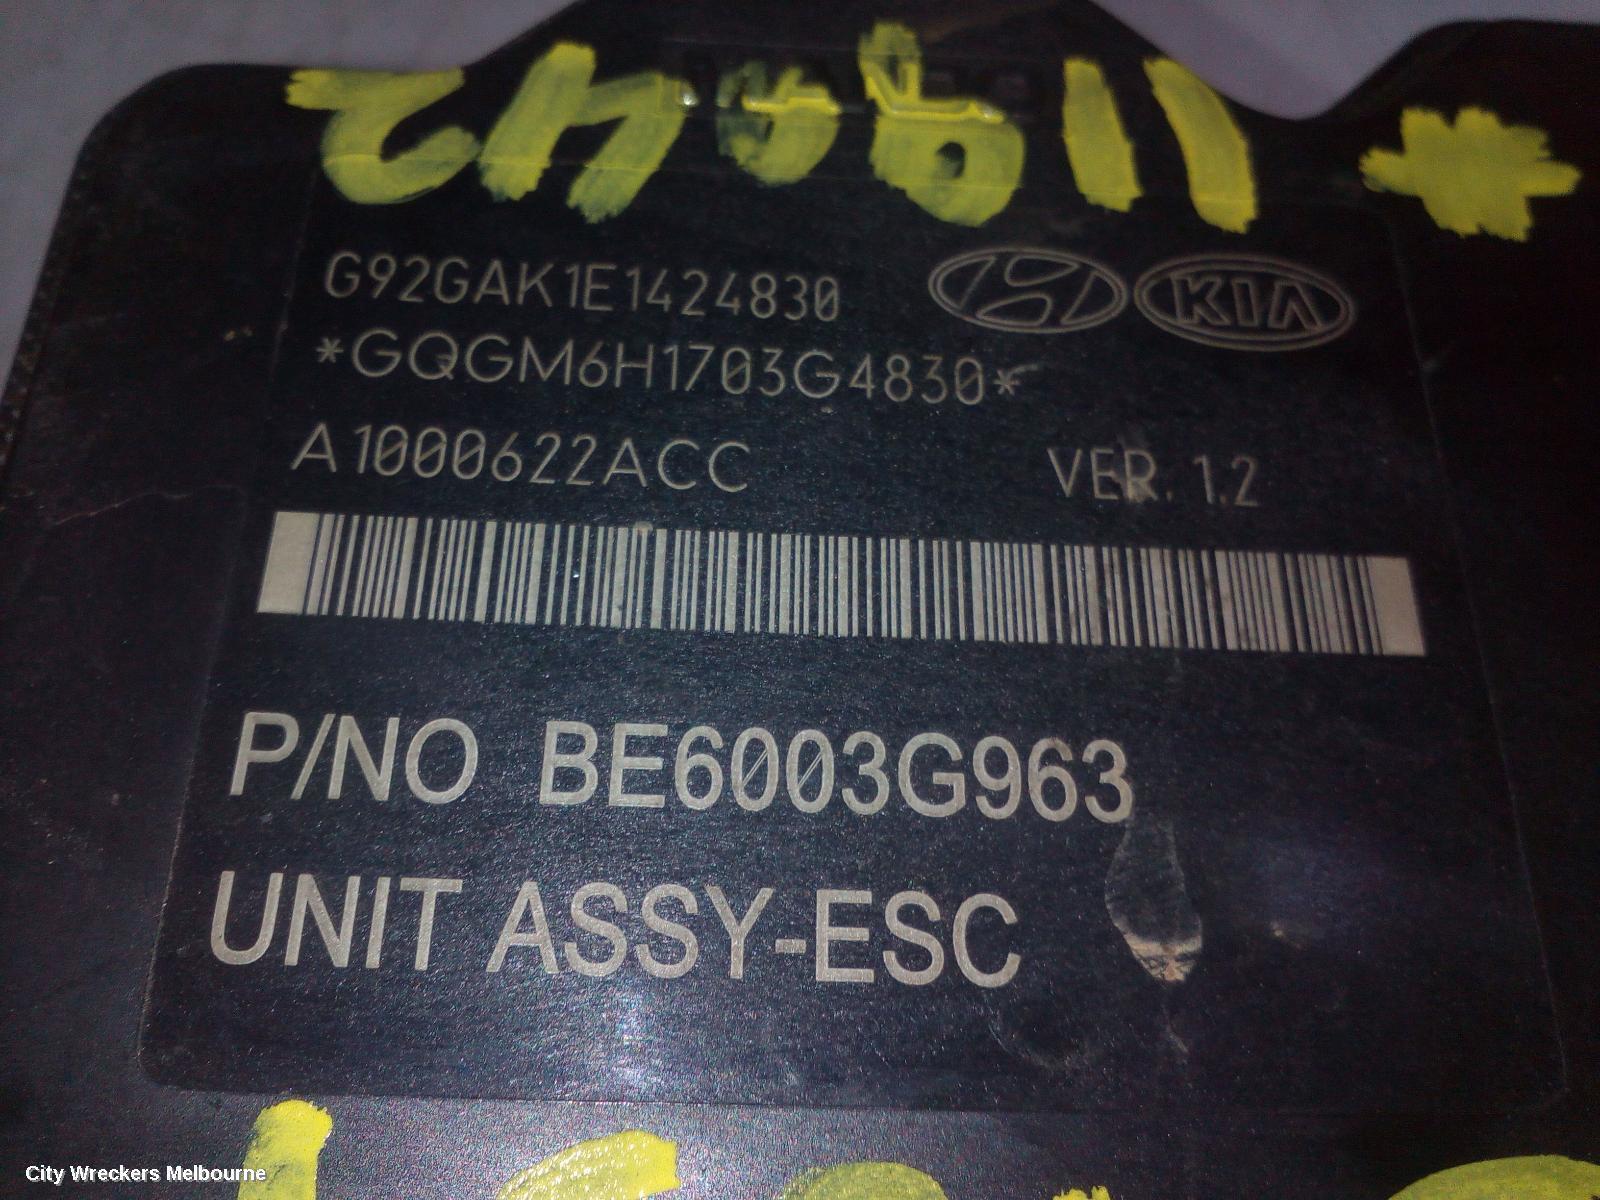 G92GAK1E1424830
KIA
*GQGM6H1703G4830*
A1000622ACC VER. 1.2
P/NO BE6003G963
UNIT ASSY-ESC
City Wreckers Melbourne